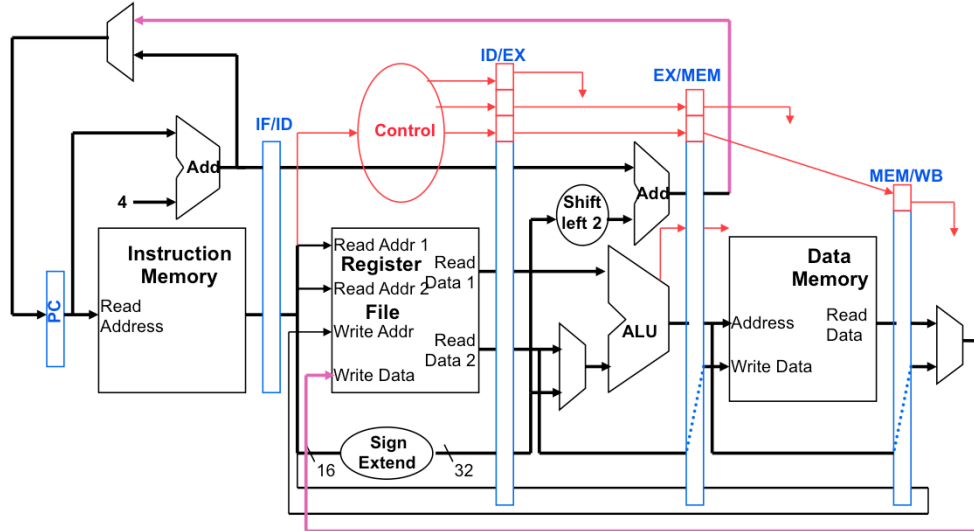 ID/EX
EX/MEM
IF/ID
Control
MEM/WB
Add
4
Add
Shift
left 2
Instruction
Memory
Read Addr 1
Register
Read
Data 1
Data
Memory
PC
Read
Address
Read Addr 2
File
Write Addr
ALU
Address
Read
Data
Read
Data 2
Write Data
Write Data
Sign
Extend
16
32